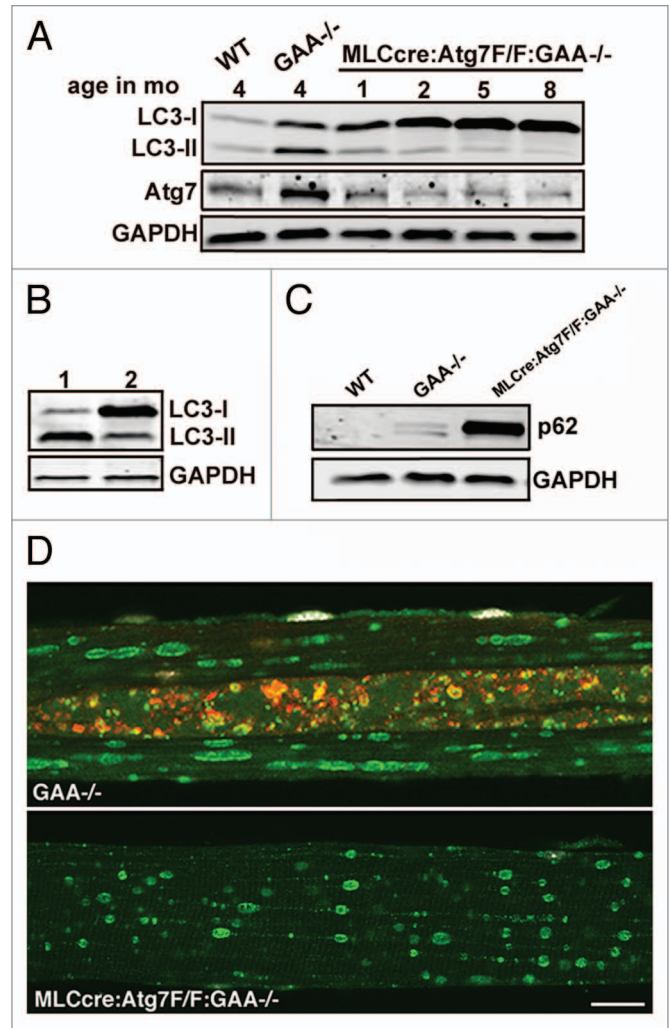 A
WT
GAA-/-
MLCcre:Atg7F/F:GAA-/-
age in mo 4 4 1 2 5 8
LC3-I
LC3-II
Atg7
GAPDH
B
1 2
LC3-I
LC3-II
GAPDH
C
WT
GAA-/-
MLCre:Atg7F/F:GAA-/-
p62
GAPDH
D
GAA-/-
MLCcre:Atg7F/F:GAA-/-